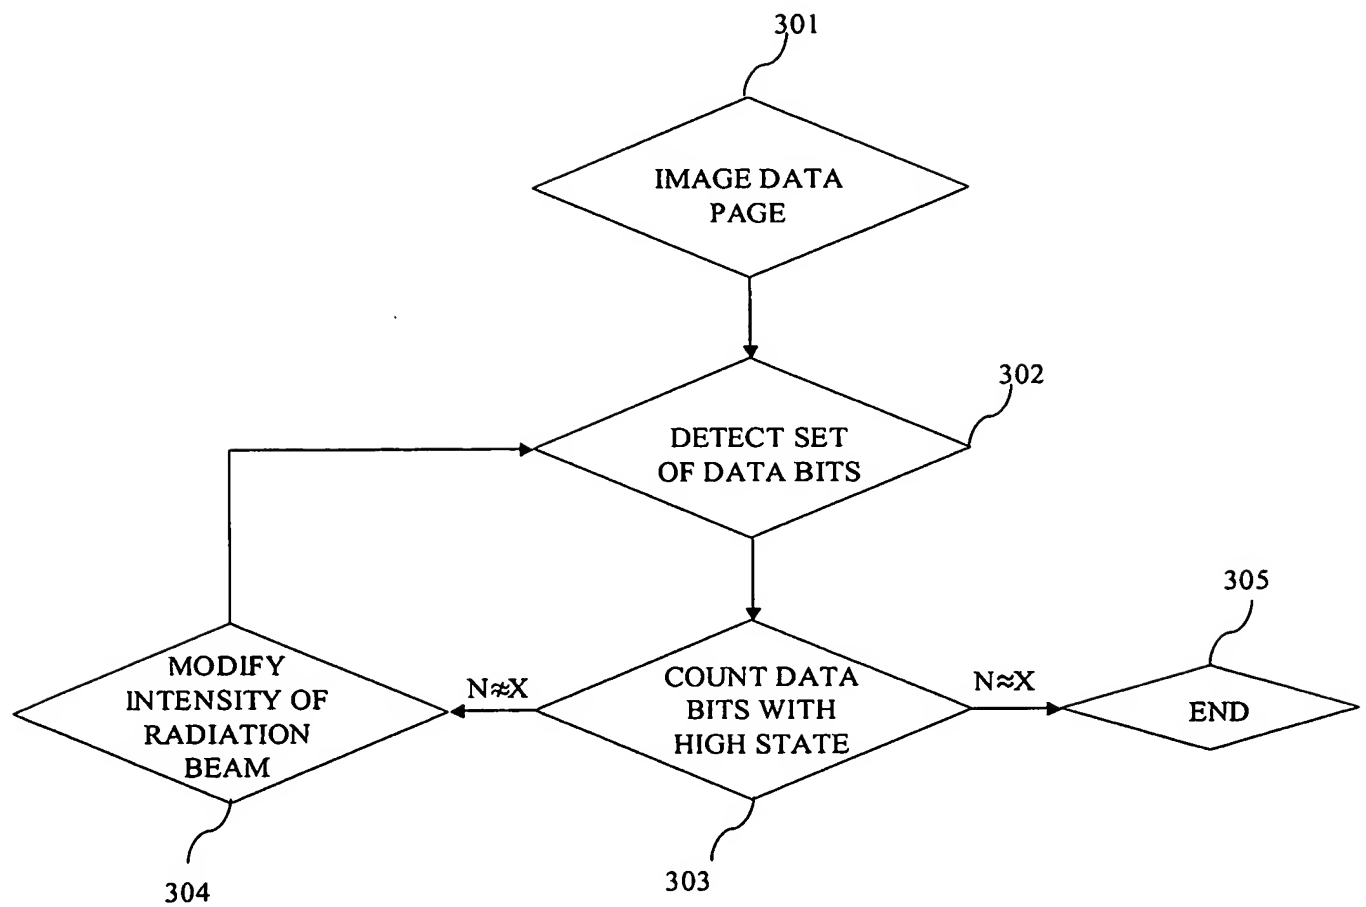 301
IMAGE DATA
PAGE
302
DETECT SET
OF DATA BITS
305
MODIFY
INTENSITY OF
RADIATION
BEAM
N≉X
COUNT DATA
BITS WITH
HIGH STATE
N≈X
END
304
303